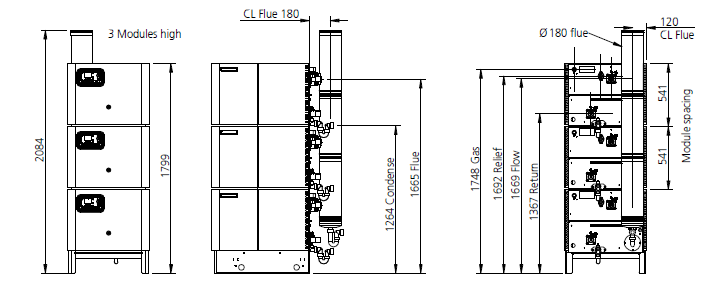 3 Modules high
2084
1799
CL Flue 180
1264 Condense
1665 Flue
1748 Gas
1692 Relief
1669 Flow
1367 Return
Ø 180 flue
120
CL Flue
541
541
Module spacing